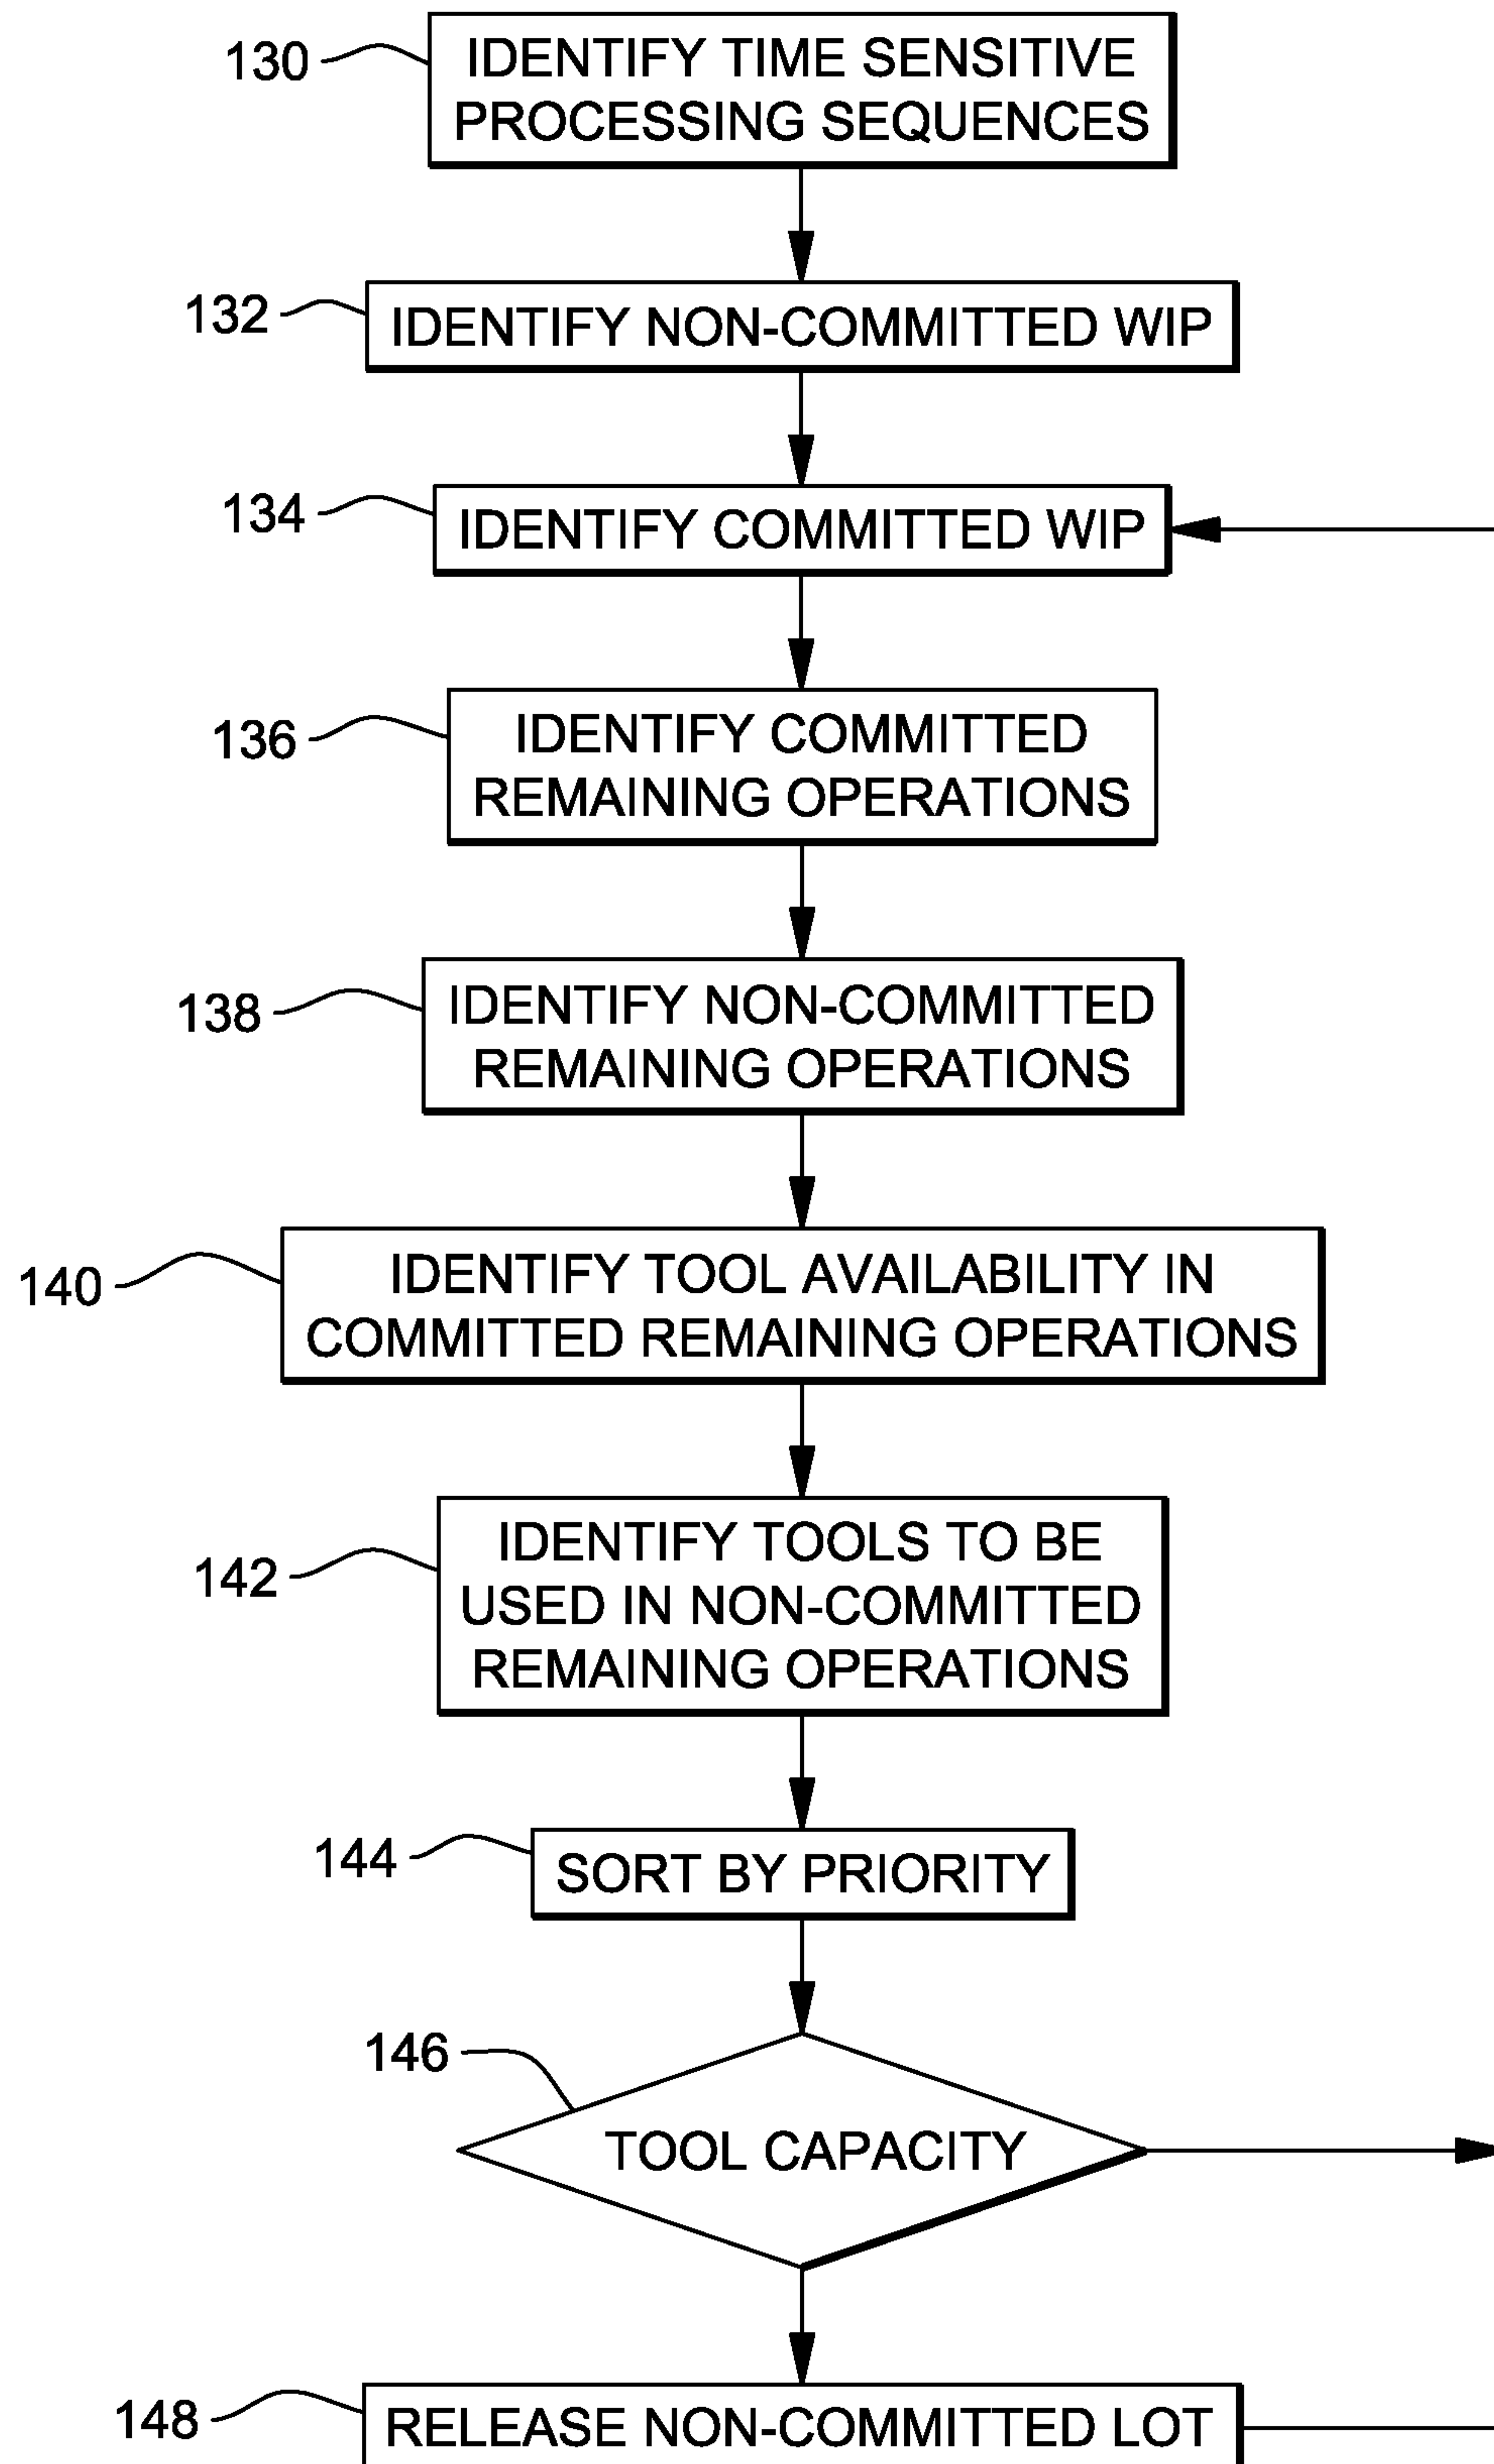 130
IDENTIFY TIME SENSITIVE
PROCESSING SEQUENCES
132
IDENTIFY NON-COMMITTED WIP
134
IDENTIFY COMMITTED WIP
136
IDENTIFY COMMITTED
REMAINING OPERATIONS
138
IDENTIFY NON-COMMITTED
REMAINING OPERATIONS
140
IDENTIFY TOOL AVAILABILITY IN
COMMITTED REMAINING OPERATIONS
142
IDENTIFY TOOLS TO BE
USED IN NON-COMMITTED
REMAINING OPERATIONS
144
SORT BY PRIORITY
146
TOOL CAPACITY
148
RELEASE NON-COMMITTED LOT